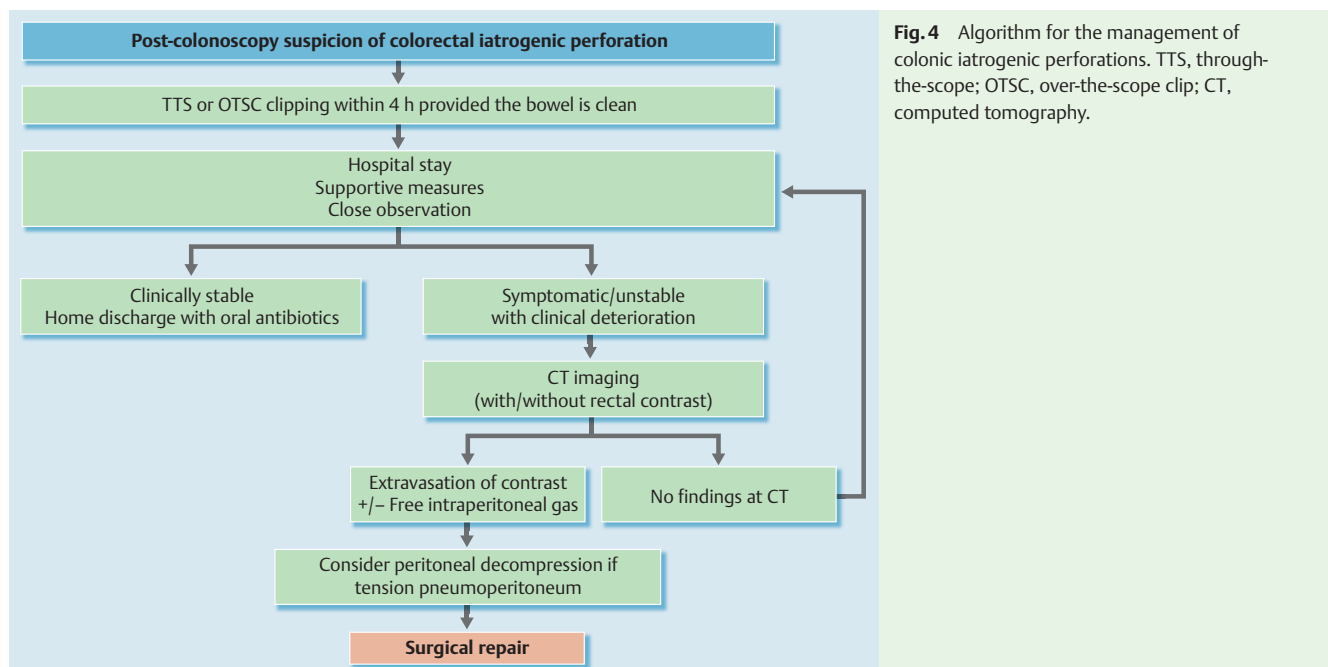 Post-colonoscopy suspicion of colorectal iatrogenic perforation
TTS or OTSC clipping within 4 h provided the bowel is clean
Hospital stay
Supportive measures
Close observation
Clinically stable
Home discharge with oral antibiotics
Symptomatic/unstable
with clinical deterioration
CT imaging
(with/without rectal contrast)
Extravasation of contrast
+/– Free intraperitoneal gas
No findings at CT
Consider peritoneal decompression if
tension pneumoperitoneum
Surgical repair
Fig. 4 Algorithm for the management of
colonic iatrogenic perforations. TTS, through-
the-scope; OTSC, over-the-scope clip; CT,
computed tomography.